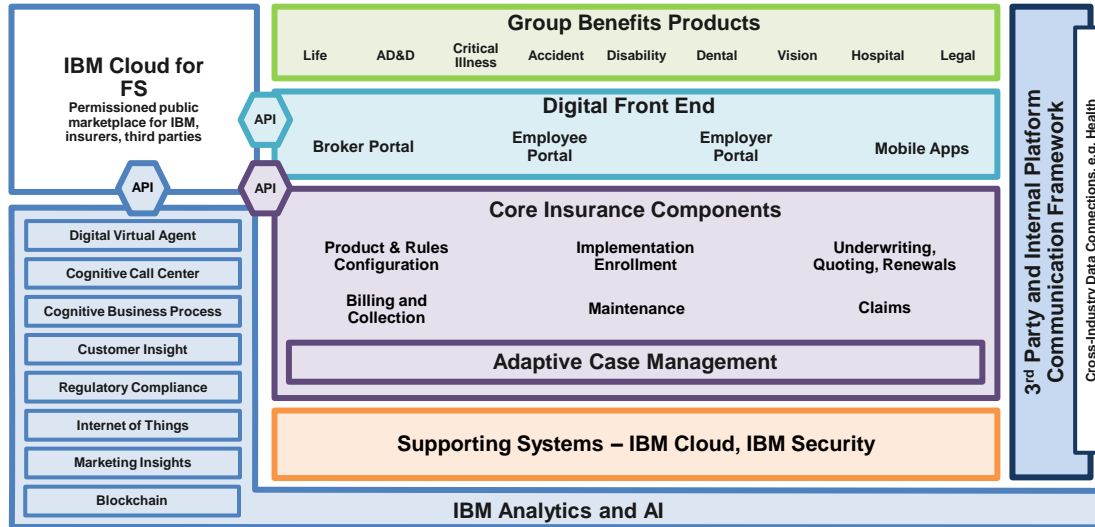 Group Benefits Products
Life
AD&D
Critical
Illness
Accident
Disability
Dental
Vision
Hospital
Legal
IBM Cloud for
FS
Permissioned public
marketplace for IBM,
insurers, third parties
API
API
API
Digital Front End
Broker Portal
Employee
Portal
Employer
Portal
Mobile Apps
Core Insurance Components
Product & Rules
Configuration
Implementation
Enrollment
Underwriting,
Quoting, Renewals
Billing and
Collection
Maintenance
Claims
Adaptive Case Management
Supporting Systems – IBM Cloud, IBM Security
Digital Virtual Agent
Cognitive Call Center
Cognitive Business Process
Customer Insight
Regulatory Compliance
Internet of Things
Marketing Insights
Blockchain
IBM Analytics and AI
3rd Party and Internal Platform
Communication Framework
Cross-Industry Data Connections, e.g. Health